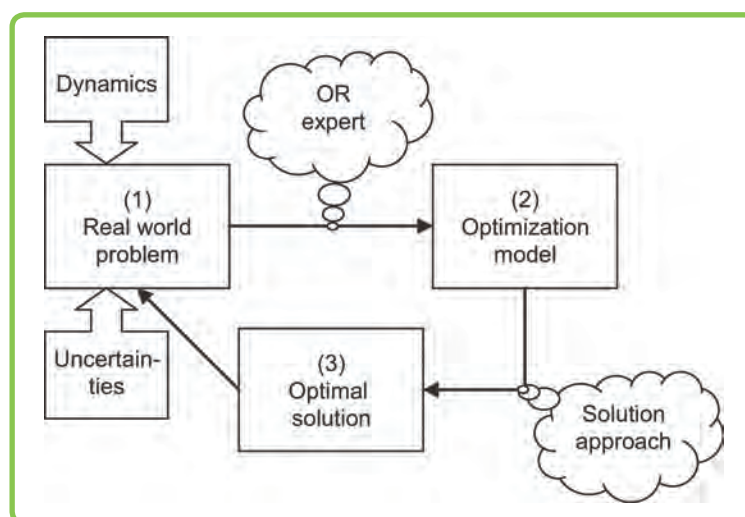 Dynamics
OR
expert
(1)
Real world
problem
(2)
Optimization
model
Uncertain-
ties
(3)
Optimal
solution
Solution
approach